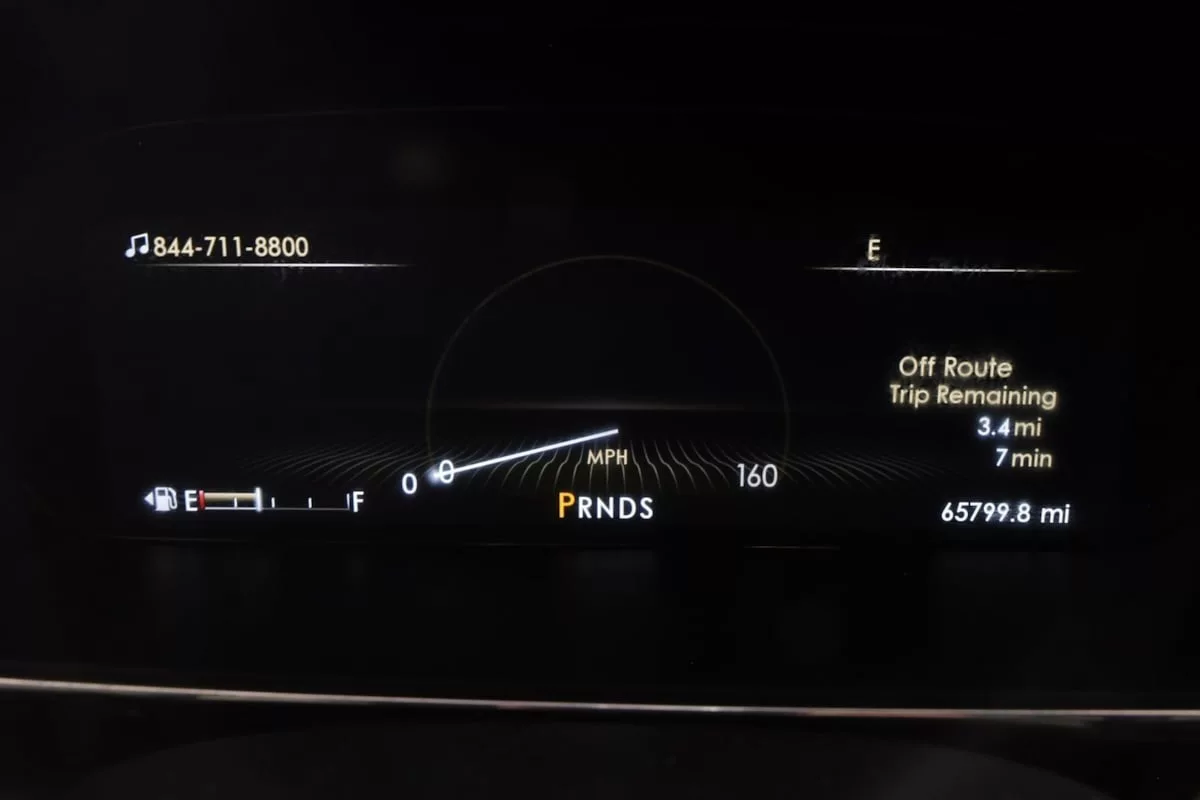 844-711-8800
E
Off Route
Trip Remaining
3.4 mi
7 min
0
0
MPH
160
E
F
PRNDS
65799.8 mi